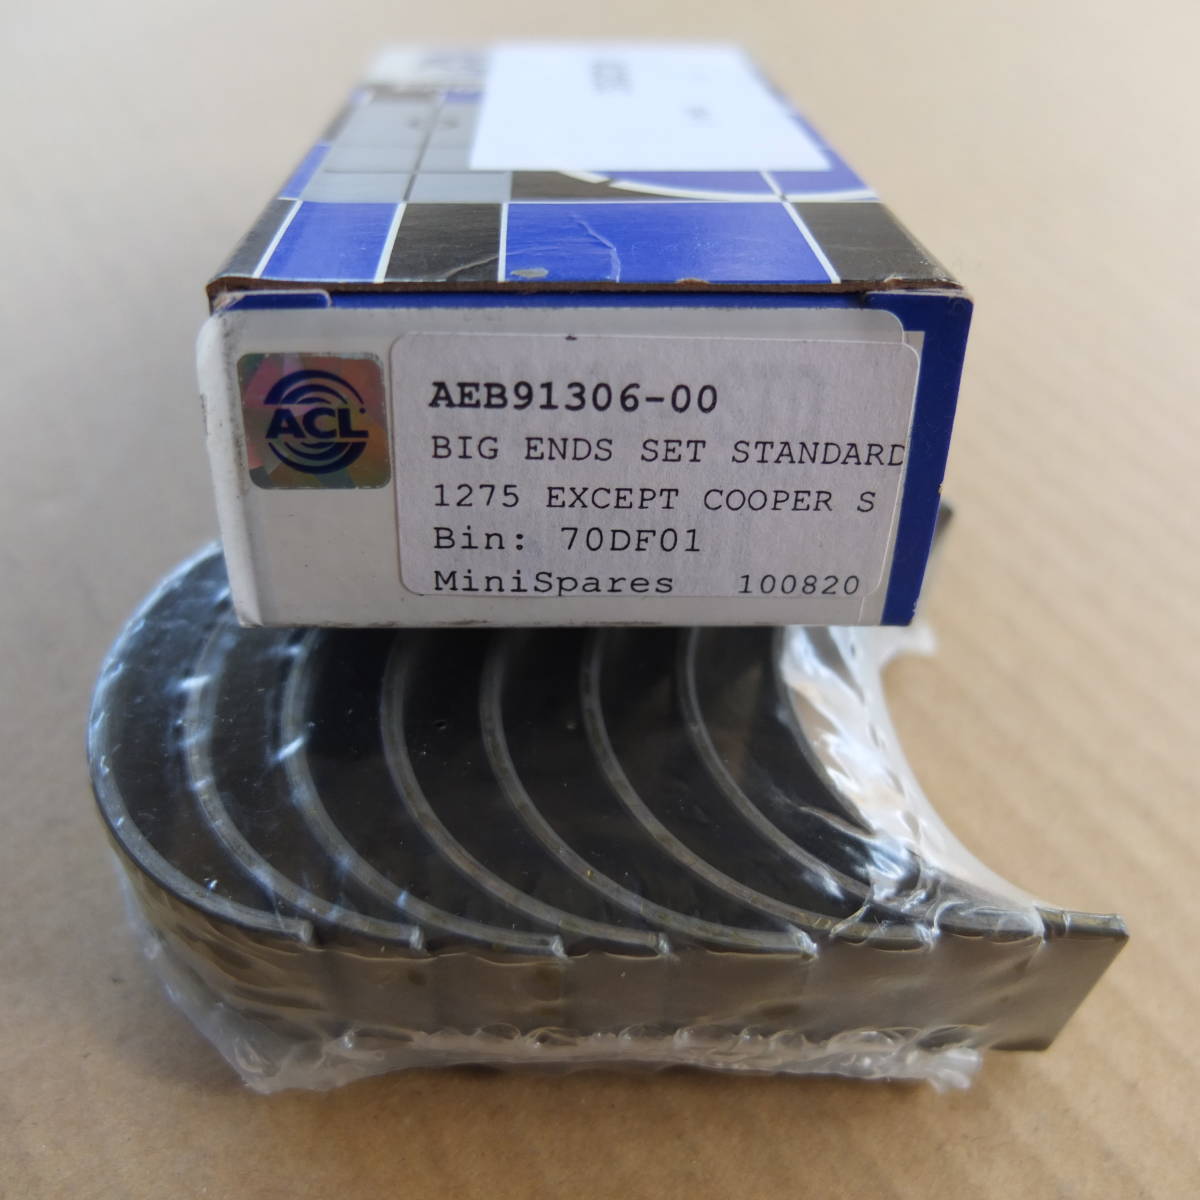 ACL
AEB91306-00
BIG ENDS SET STANDARD
1275 EXCEPT COOPER S
Bin: 70DF01
MiniSpares 100820